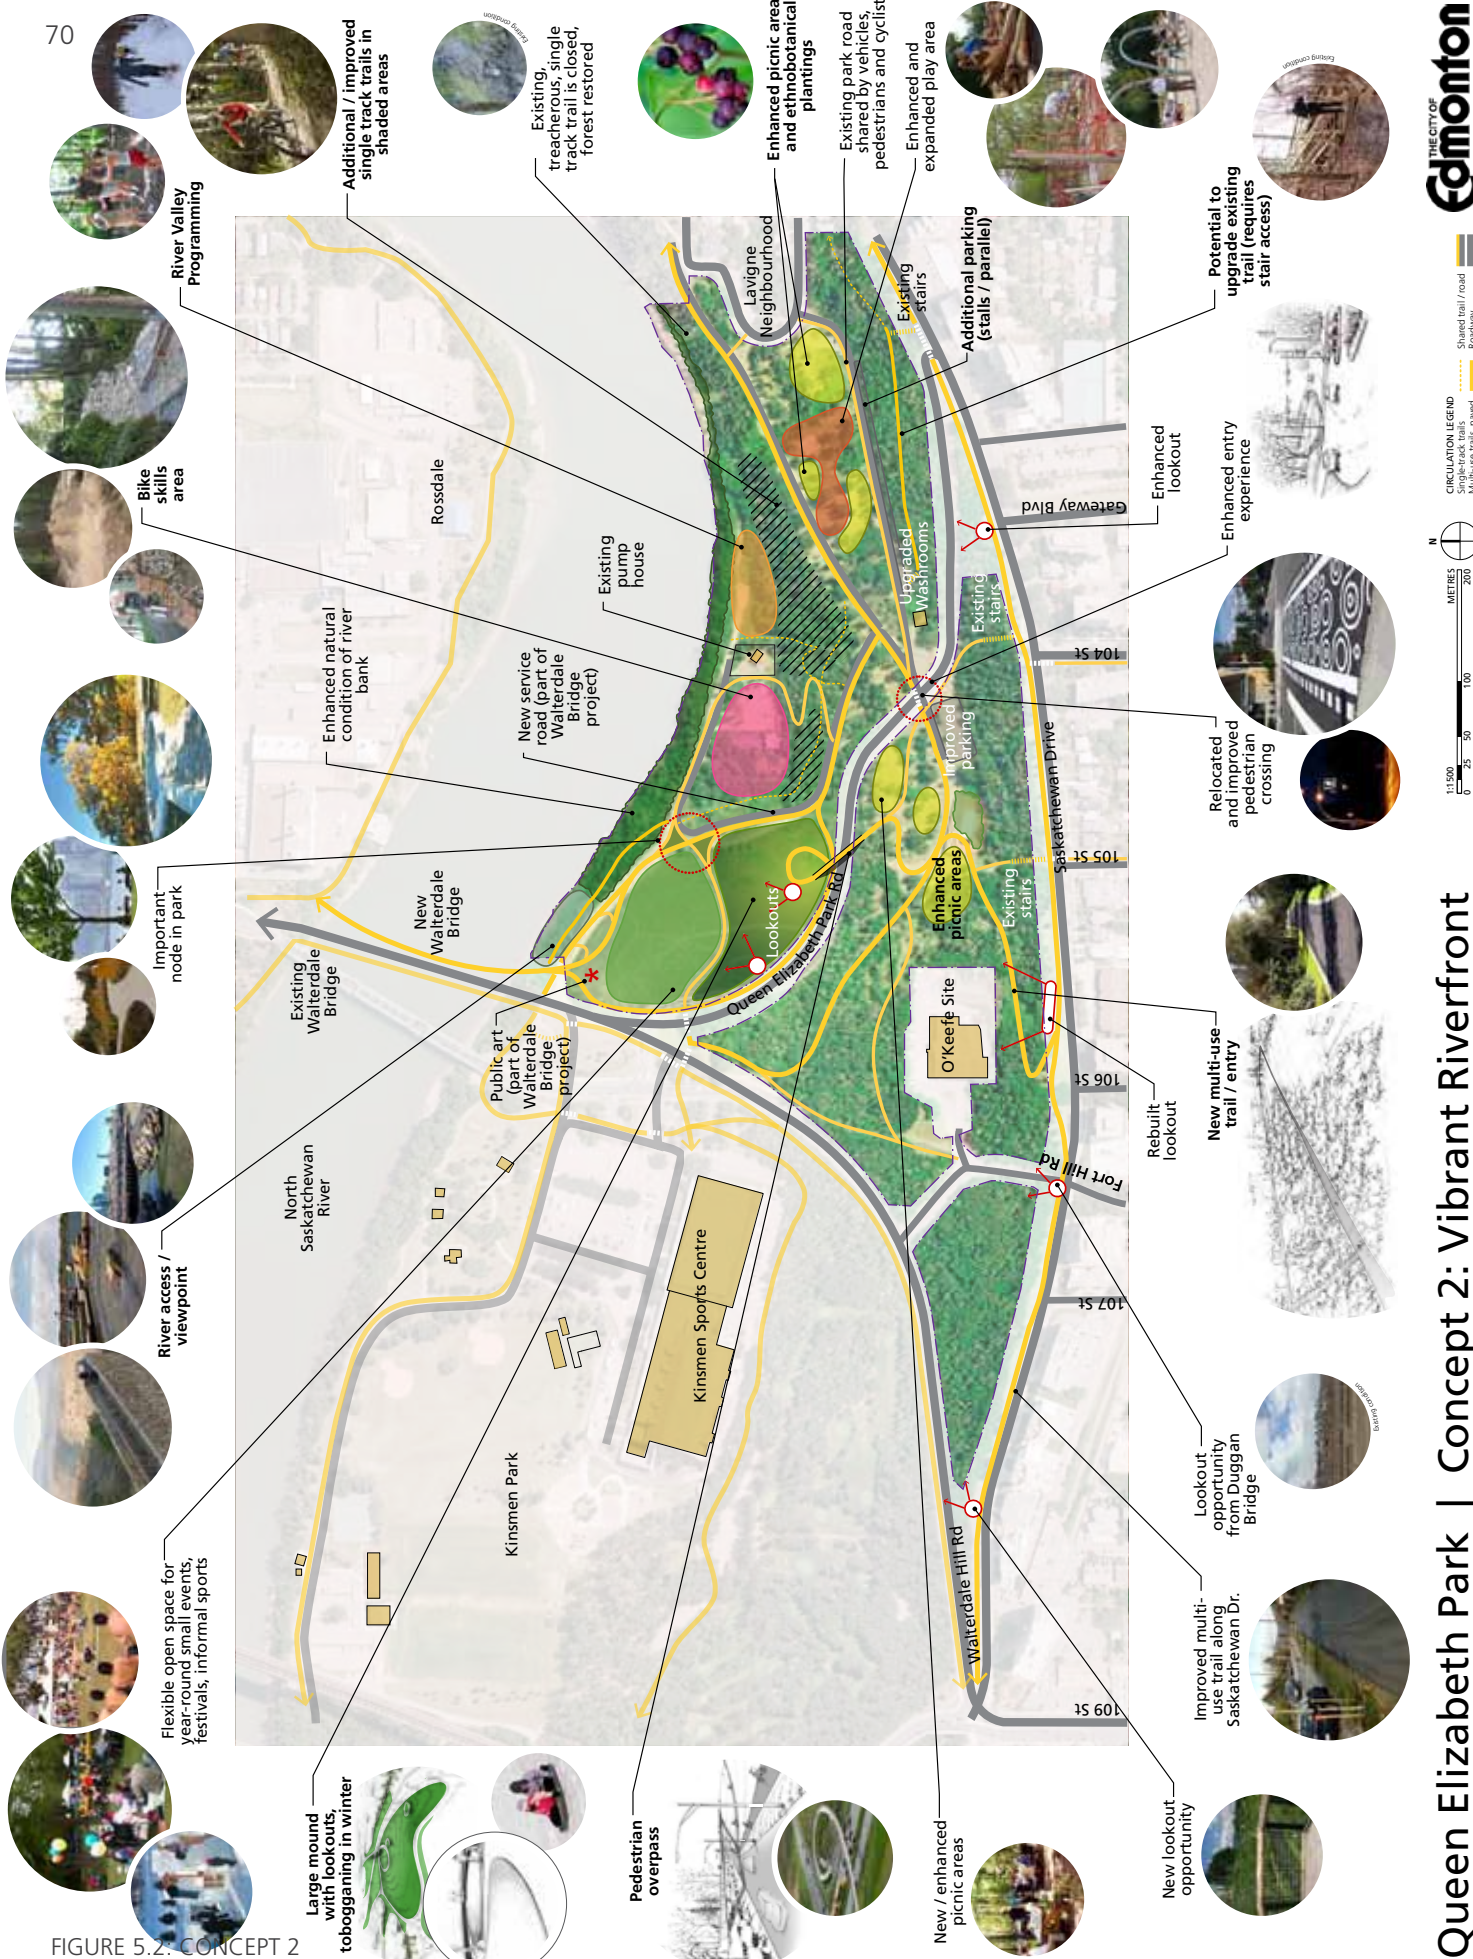 70
FIGURE 5.2: CONCEPT 2
Queen Elizabeth Park | Concept 2: Vibrant Riverfront
THE CITY OF
Edmonton
Flexible open space for
year-round small events,
festivals, informal sports
River access /
viewpoint
Important
node in park
Bike
skills
area
River Valley
Programming
Additional / improved
single track trails in
shaded areas
Existing condition
Existing,
treacherous, single
track trail is closed,
forest restored
Enhanced picnic area
and ethnobotanical
plantings
Existing park road
shared by vehicles,
pedestrians and cyclist
Enhanced and
expanded play area
Existing condition
Potential to
upgrade existing
trail (requires
stair access)
Additional parking
(stalls / parallel)
Enhanced natural
condition of river
bank
New service
road (part of
Walterdale
Bridge
project)
Existing
pump
house
Rossdale
Lavigne
Neighbourhood
Existing
stairs
Upgraded
Washrooms
Existing
stairs
Improved
parking
Gateway Blvd
104 St
105 St
106 St
107 St
109 St
Saskatchewan Drive
Enhanced
lookout
Enhanced entry
experience
Relocated
and improved
pedestrian
crossing
New
Walterdale
Bridge
Existing
Walterdale
Bridge
Public art
(part of
Walterdale
Bridge
project)
*
Lookouts
Queen Elizabeth Park Rd
Enhanced
picnic areas
Existing
stairs
O'Keefe Site
New multi-use
trail / entry
Rebuilt
lookout
Fort Hill Rd
North
Saskatchewan
River
Kinsmen Sports Centre
Kinsmen Park
Walterdale Hill Rd
Lookout
opportunity
from Duggan
Bridge
Existing condition
Improved multi-
use trail along
Saskatchewan Dr.
New lookout
opportunity
New / enhanced
picnic areas
Pedestrian
overpass
Large mound
with lookouts,
tobogganing in winter
1:1500
METRES
0 25 50 100 200
N
CIRCULATION LEGEND
Single-track trails
Multi-use trails, paved
Shared trail / road
Roadway